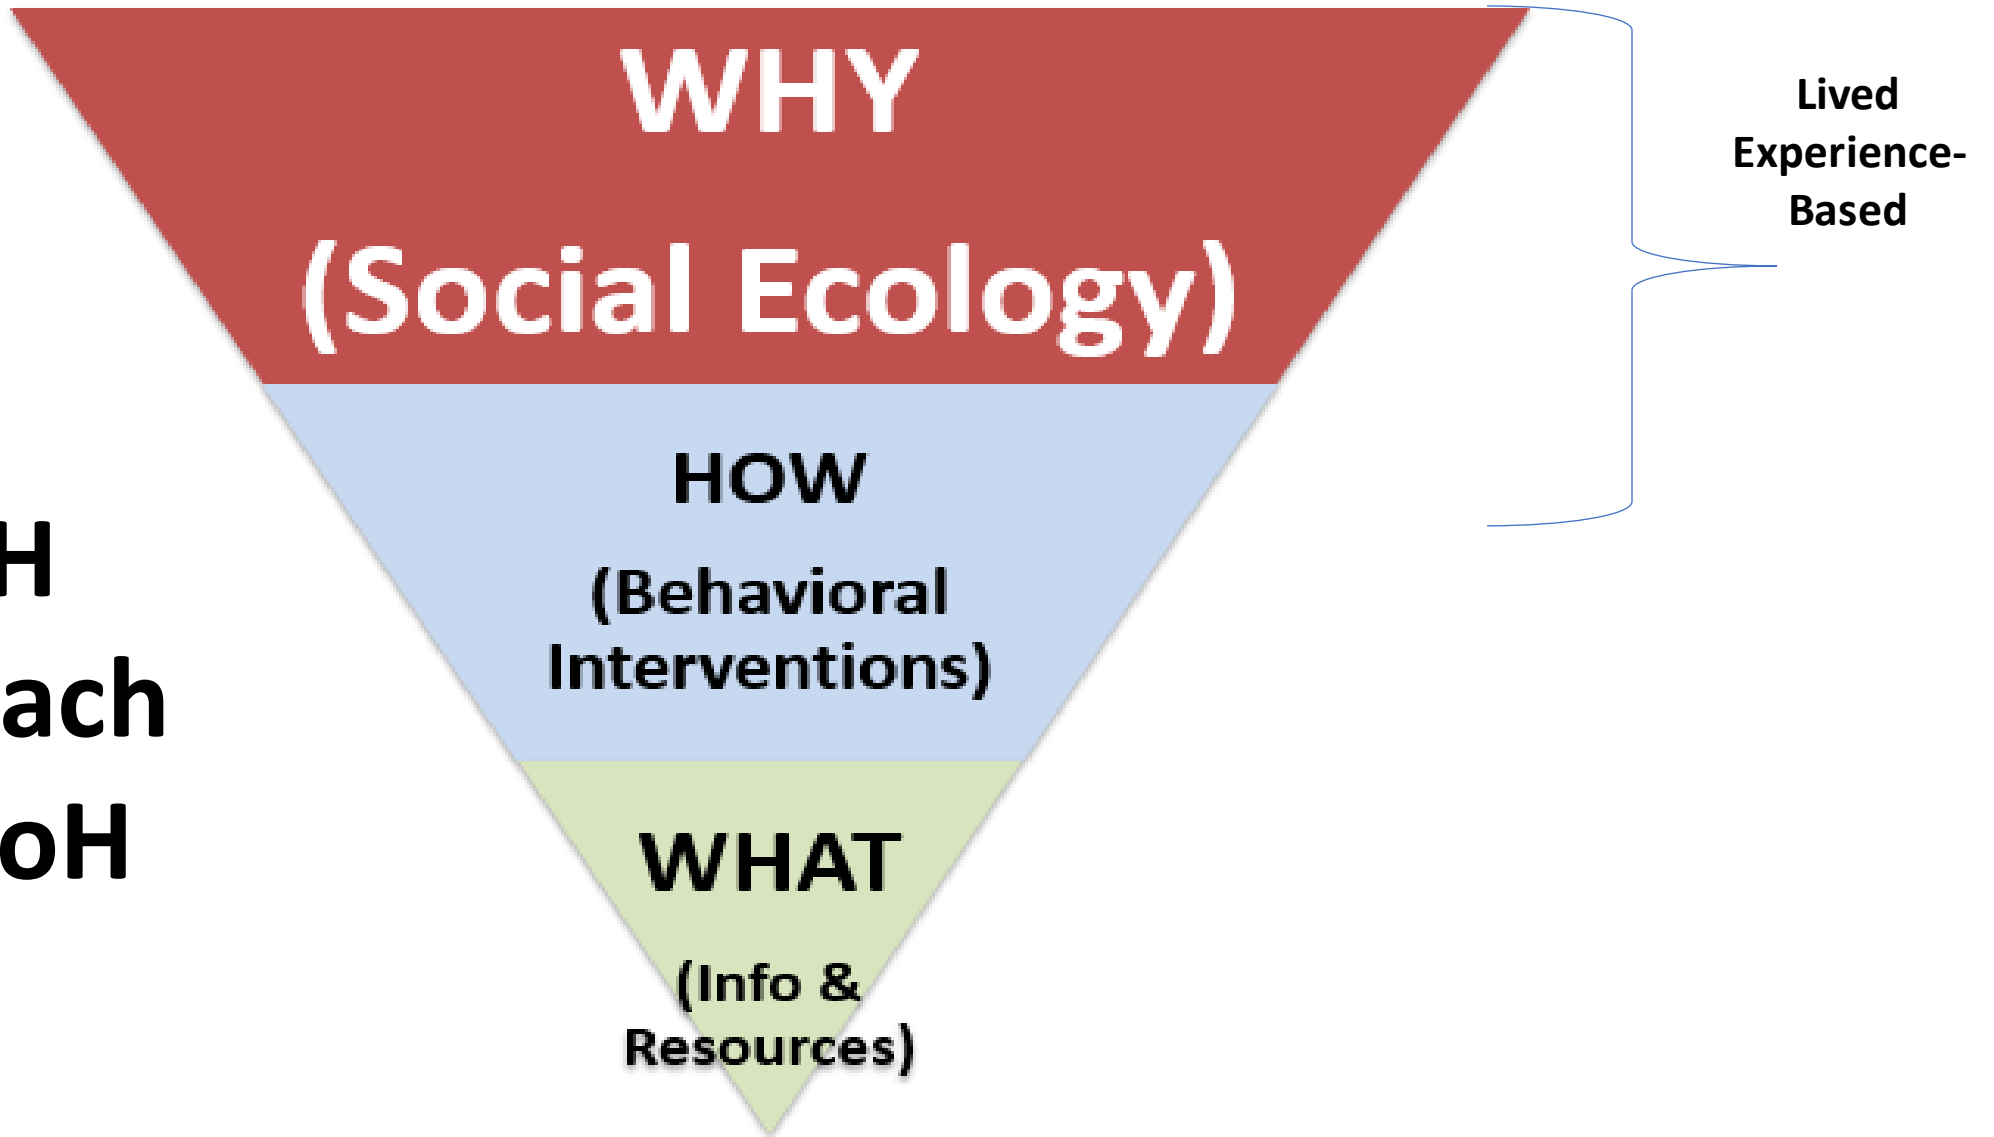 WHY
(Social Ecology)
HOW
(Behavioral
Interventions)
WHAT
(Info &
Resources)
Lived
Experience-
Based
H
ach
oH